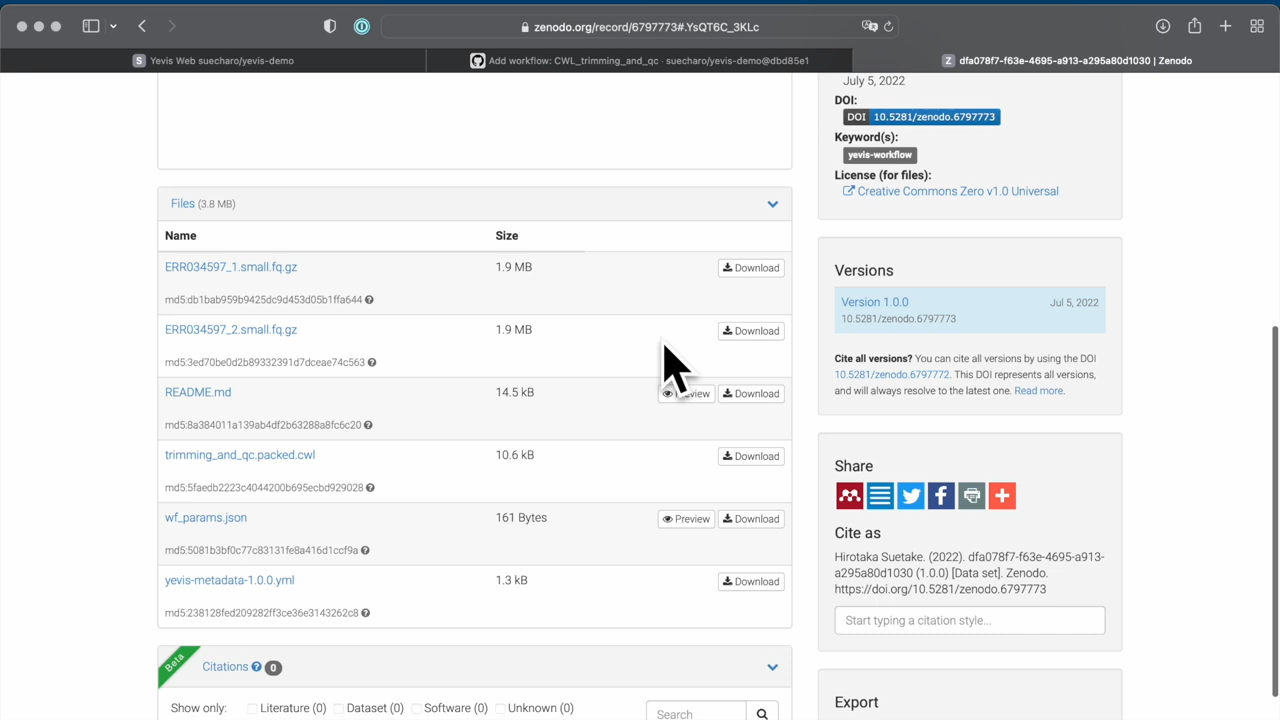 zenodo.org/record/6797773#.YsQT6C_3KLc
S Yevis Web suecharo/yevis-demo
Add workflow: CWL_trimming_and_qc · suecharo/yevis-demo@dbd85e1
Z dfa078f7-f63e-4695-a913-a295a80d1030 | Zenodo
Files (3.8 MB)
Name Size
ERR034597_1.small.fq.gz 1.9 MB Download
md5:db1bab959b9425dc9d453d05b1ffa644
ERR034597_2.small.fq.gz 1.9 MB Download
md5:3ed70be0d2b89332391d7dceae74c563
README.md 14.5 kB Download
md5:8a384011a139ab4df2b63288a8fc6c20
trimming_and_qc.packed.cwl 10.6 kB Download
md5:5faedb2223c4044200b695ecbd929028
wf_params.json 161 Bytes Preview Download
md5:5081b3bf0c77c83131fe8a416d1ccf9a
yevis-metadata-1.0.0.yml 1.3 kB Download
md5:238128fed209282ff3ce36e3143262c8
Beta Citations 0
Show only: Literature (0) Dataset (0) Software (0) Unknown (0) Search
July 5, 2022
DOI:
DOI 10.5281/zenodo.6797773
Keyword(s):
yevis-workflow
License (for files):
Creative Commons Zero v1.0 Universal
Versions
Version 1.0.0 Jul 5, 2022
10.5281/zenodo.6797773
Cite all versions? You can cite all versions by using the DOI
10.5281/zenodo.6797772. This DOI represents all versions,
and will always resolve to the latest one. Read more.
Share
Cite as
Hirotaka Suetake. (2022). dfa078f7-f63e-4695-a913-
a295a80d1030 (1.0.0) [Data set]. Zenodo.
https://doi.org/10.5281/zenodo.6797773
Start typing a citation style...
Export